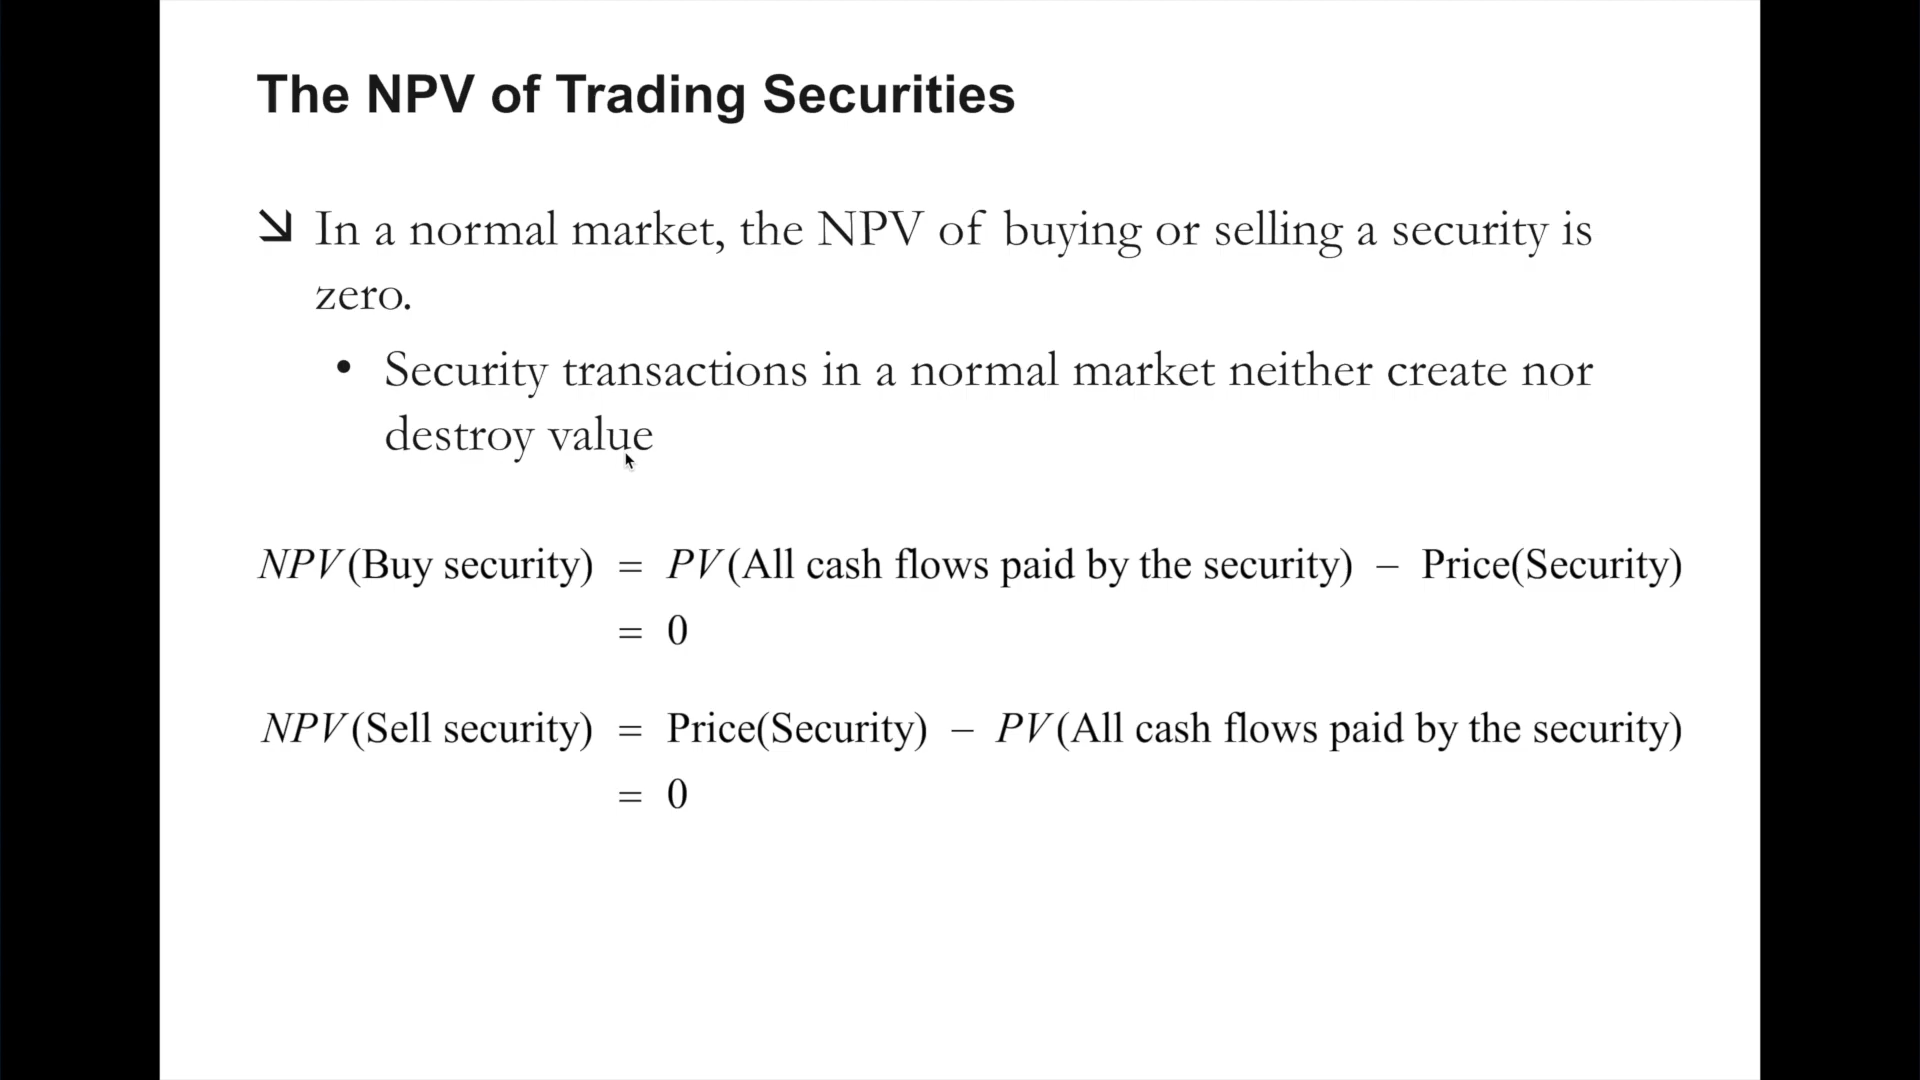 The NPV of Trading Securities
↘ In a normal market, the NPV of buying or selling a security is
zero.
• Security transactions in a normal market neither create nor
destroy value
NPV(Buy security) = PV(All cash flows paid by the security) – Price(Security)
= 0
NPV(Sell security) = Price(Security) – PV(All cash flows paid by the security)
= 0